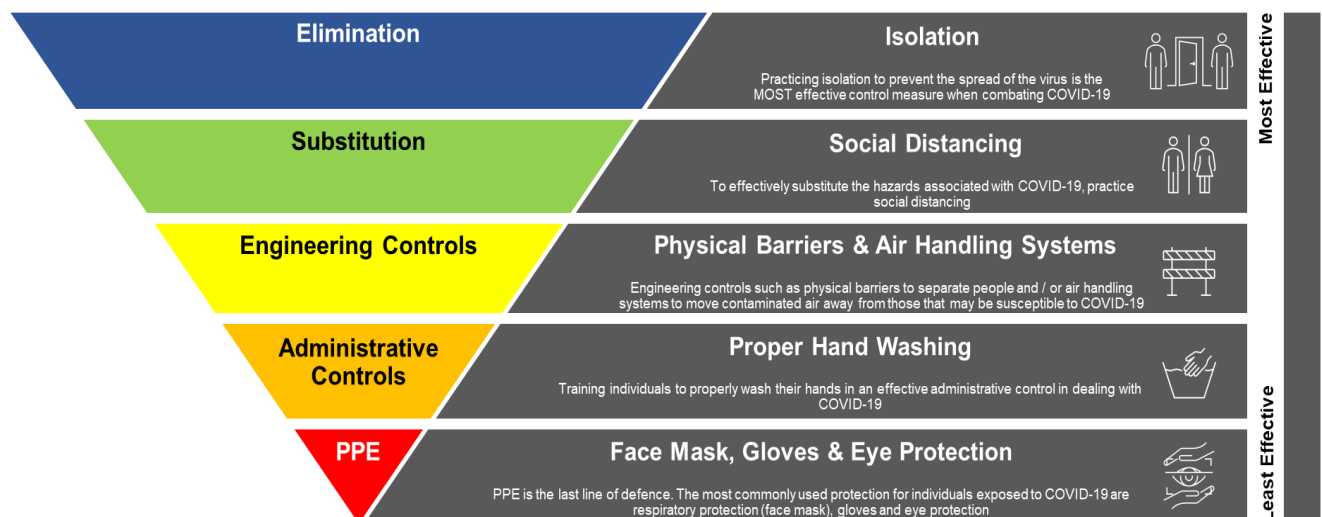 Elimination
Isolation
Practicing isolation to prevent the spread of the virus is the
MOST effective control measure when combating COVID-19
Most Effective
Substitution
Social Distancing
To effectively substitute the hazards associated with COVID-19, practice
social distancing
Engineering Controls
Physical Barriers & Air Handling Systems
Engineering controls such as physical barriers to separate people and / or air handling
systems to move contaminated air away from those that may be susceptible to COVID-19
Administrative
Controls
Proper Hand Washing
Training individuals to properly wash their hands in an effective administrative control in dealing with
COVID-19
PPE
Face Mask, Gloves & Eye Protection
PPE is the last line of defence. The most commonly used protection for individuals exposed to COVID-19 are
respiratory protection (face mask), gloves and eye protection
Least Effective